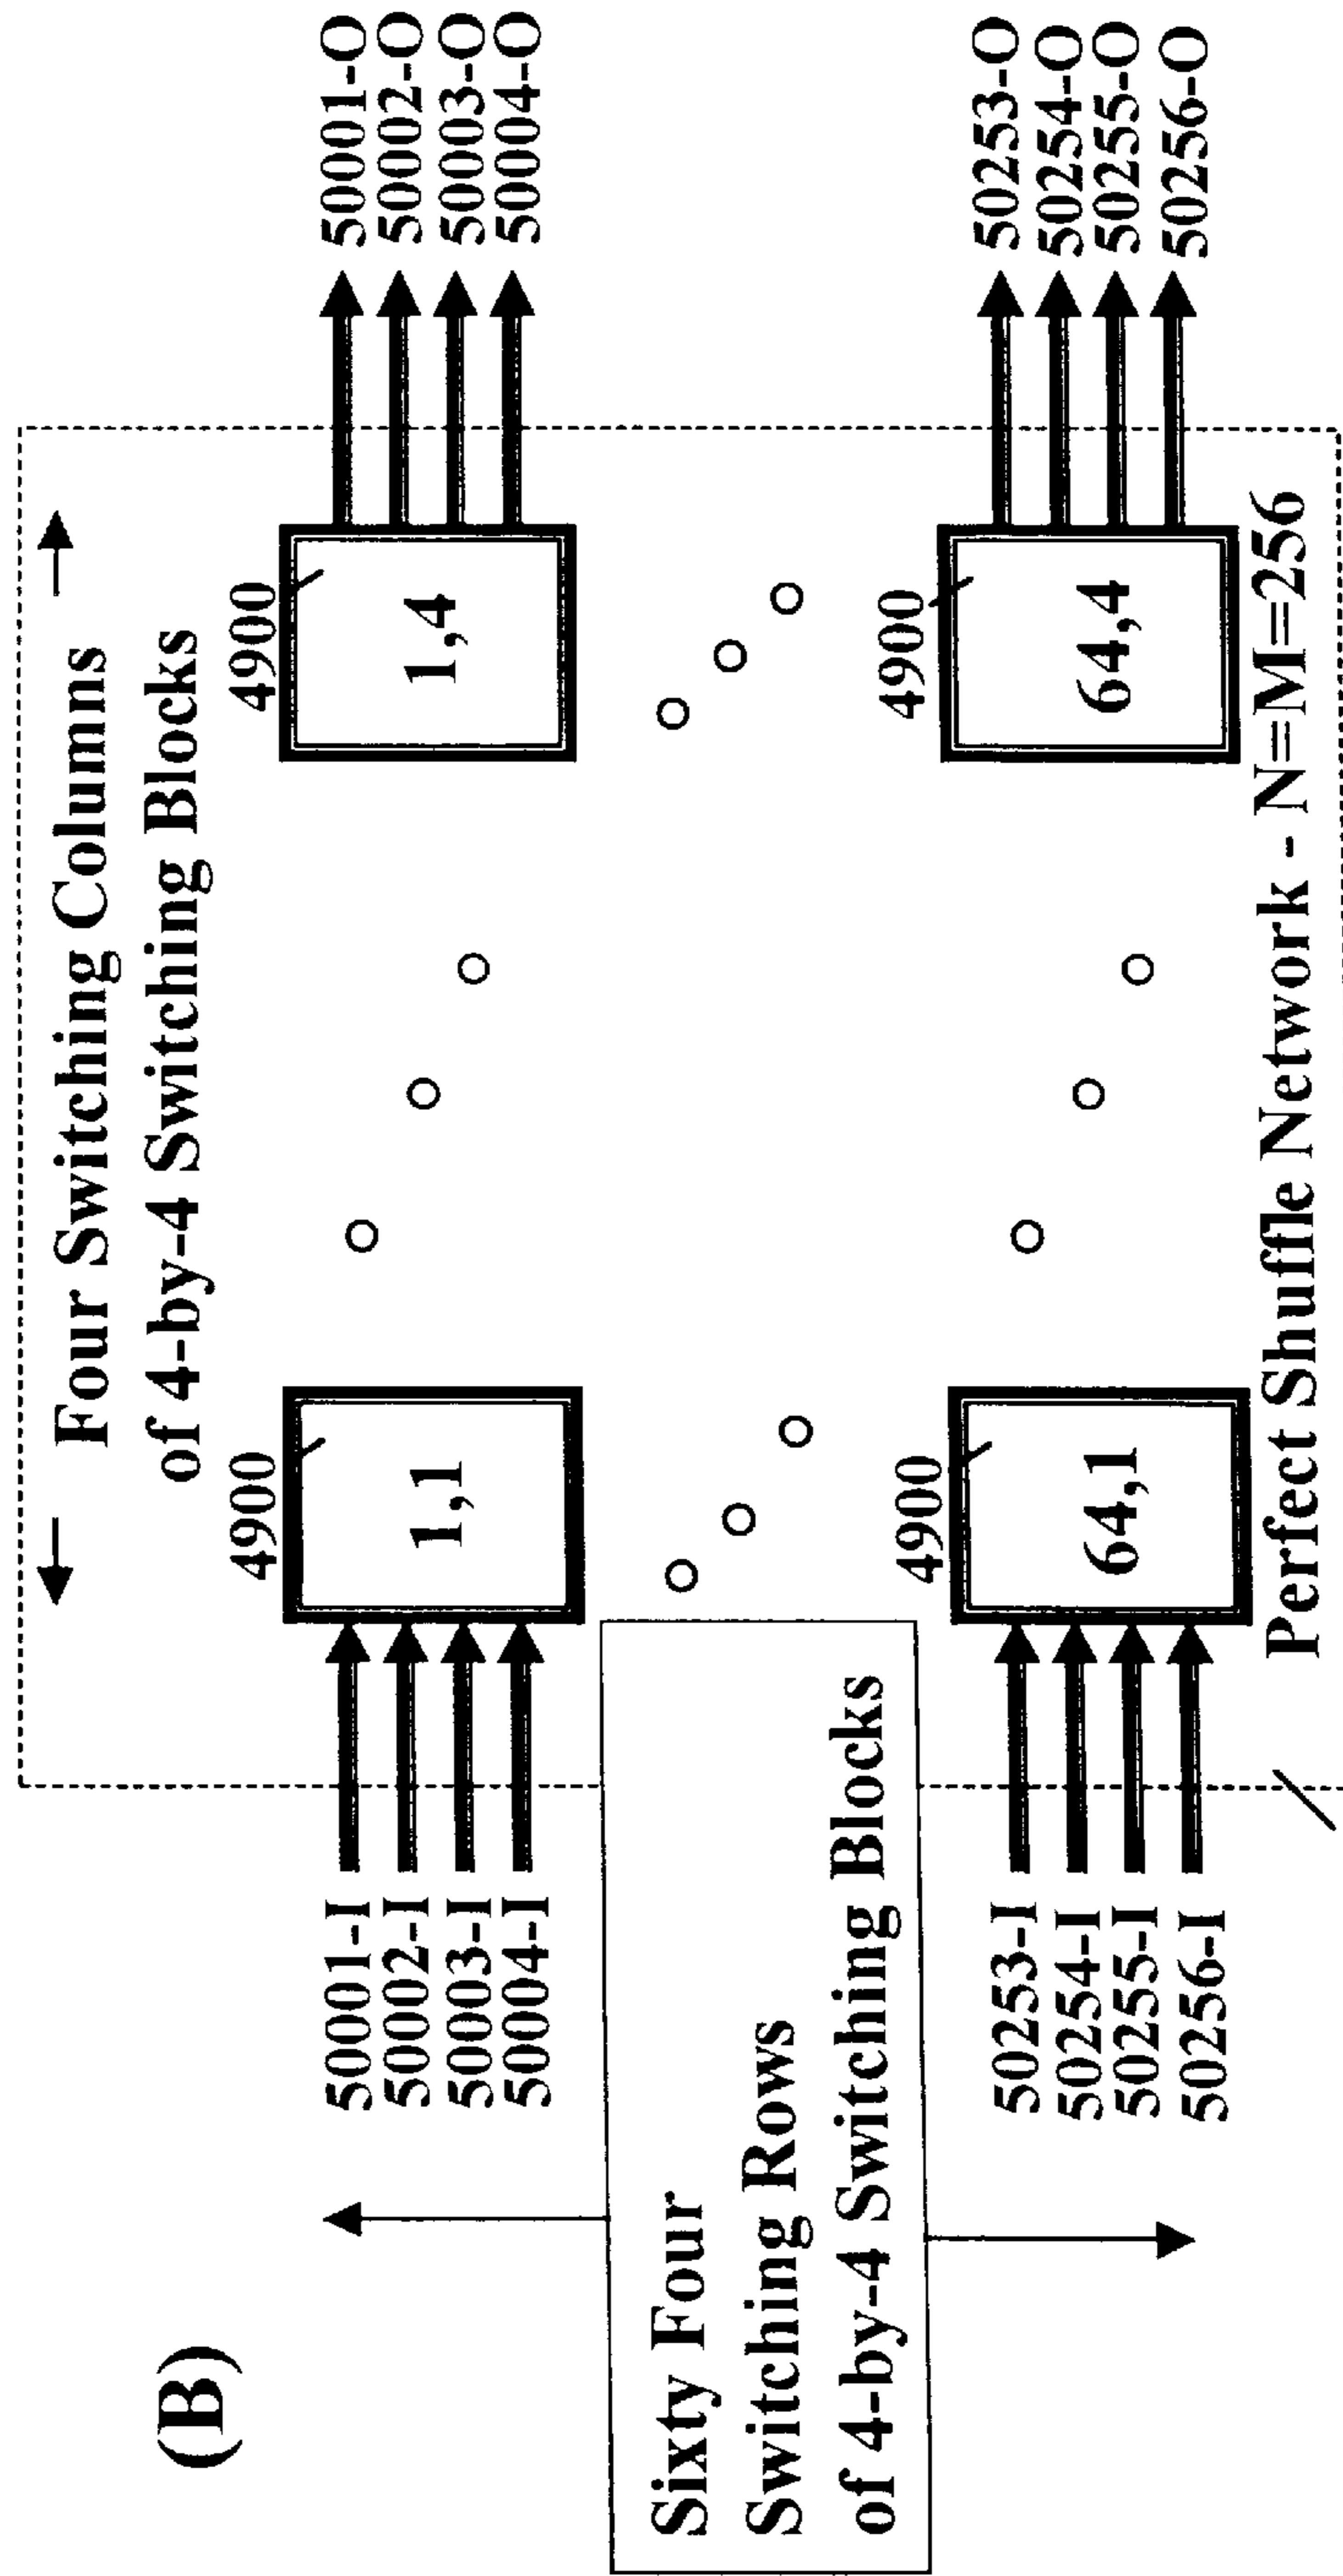 (B)
Four Switching Columns
of 4-by-4 Switching Blocks
4900
4900
50001-I
50002-I
50003-I
50004-I
1,1
1,4
50001-O
50002-O
50003-O
50004-O
Sixty Four
Switching Rows
of 4-by-4 Switching Blocks
4900
4900
50253-I
50254-I
50255-I
50256-I
64,1
64,4
50253-O
50254-O
50255-O
50256-O
Perfect Shuffle Network - N=M=256